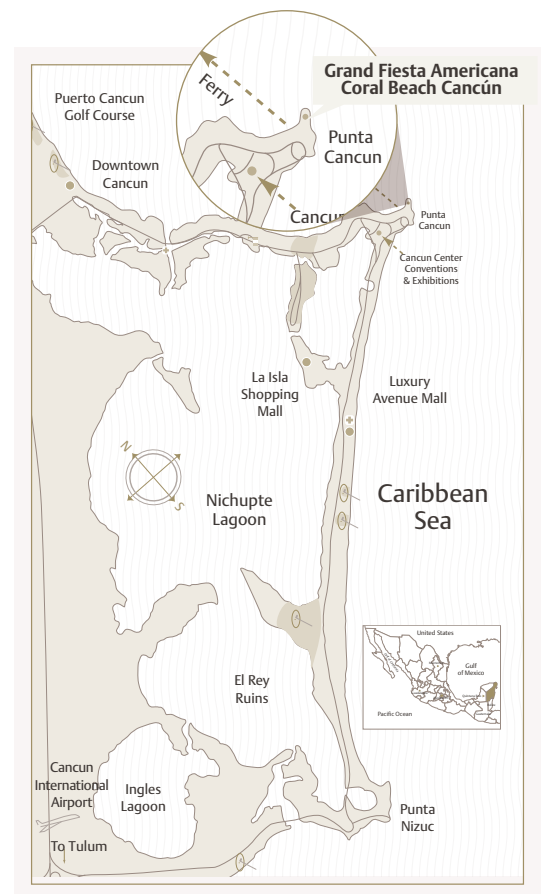 Grand Fiesta Americana
Coral Beach Cancún
Ferry
Punta
Cancun
Cancun
Puerto Cancun
Golf Course
Downtown
Cancun
Punta
Cancun
Cancun Center
Conventions
& Exhibitions
La Isla
Shopping
Mall
Luxury
Avenue Mall
N
S
Nichupte
Lagoon
Caribbean
Sea
United States
Gulf
of Mexico
Pacific Ocean
El Rey
Ruins
Cancun
International
Airport
Ingles
Lagoon
Punta
Nizuc
To Tulum